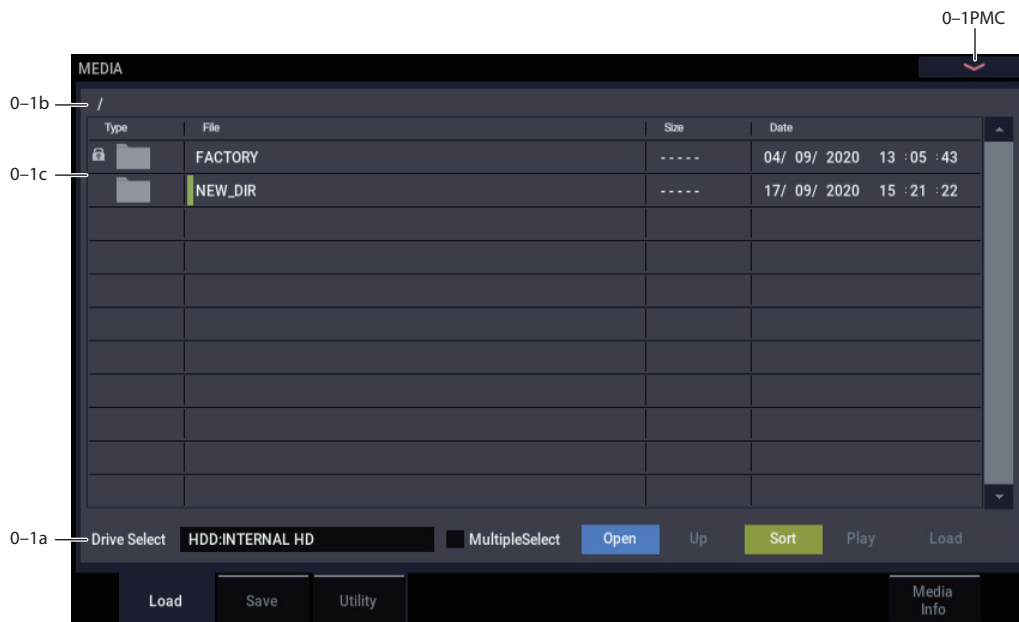 0–1PMC
MEDIA
0–1b
/
Type File Size Date
0–1c
FACTORY ----- 04/ 09/ 2020 13 :05 :43
NEW_DIR ----- 17/ 09/ 2020 15 :21 :22
0–1a
Drive Select HDD:INTERNAL HD MultipleSelect Open Up Sort Play Load
Load Save Utility Media
Info